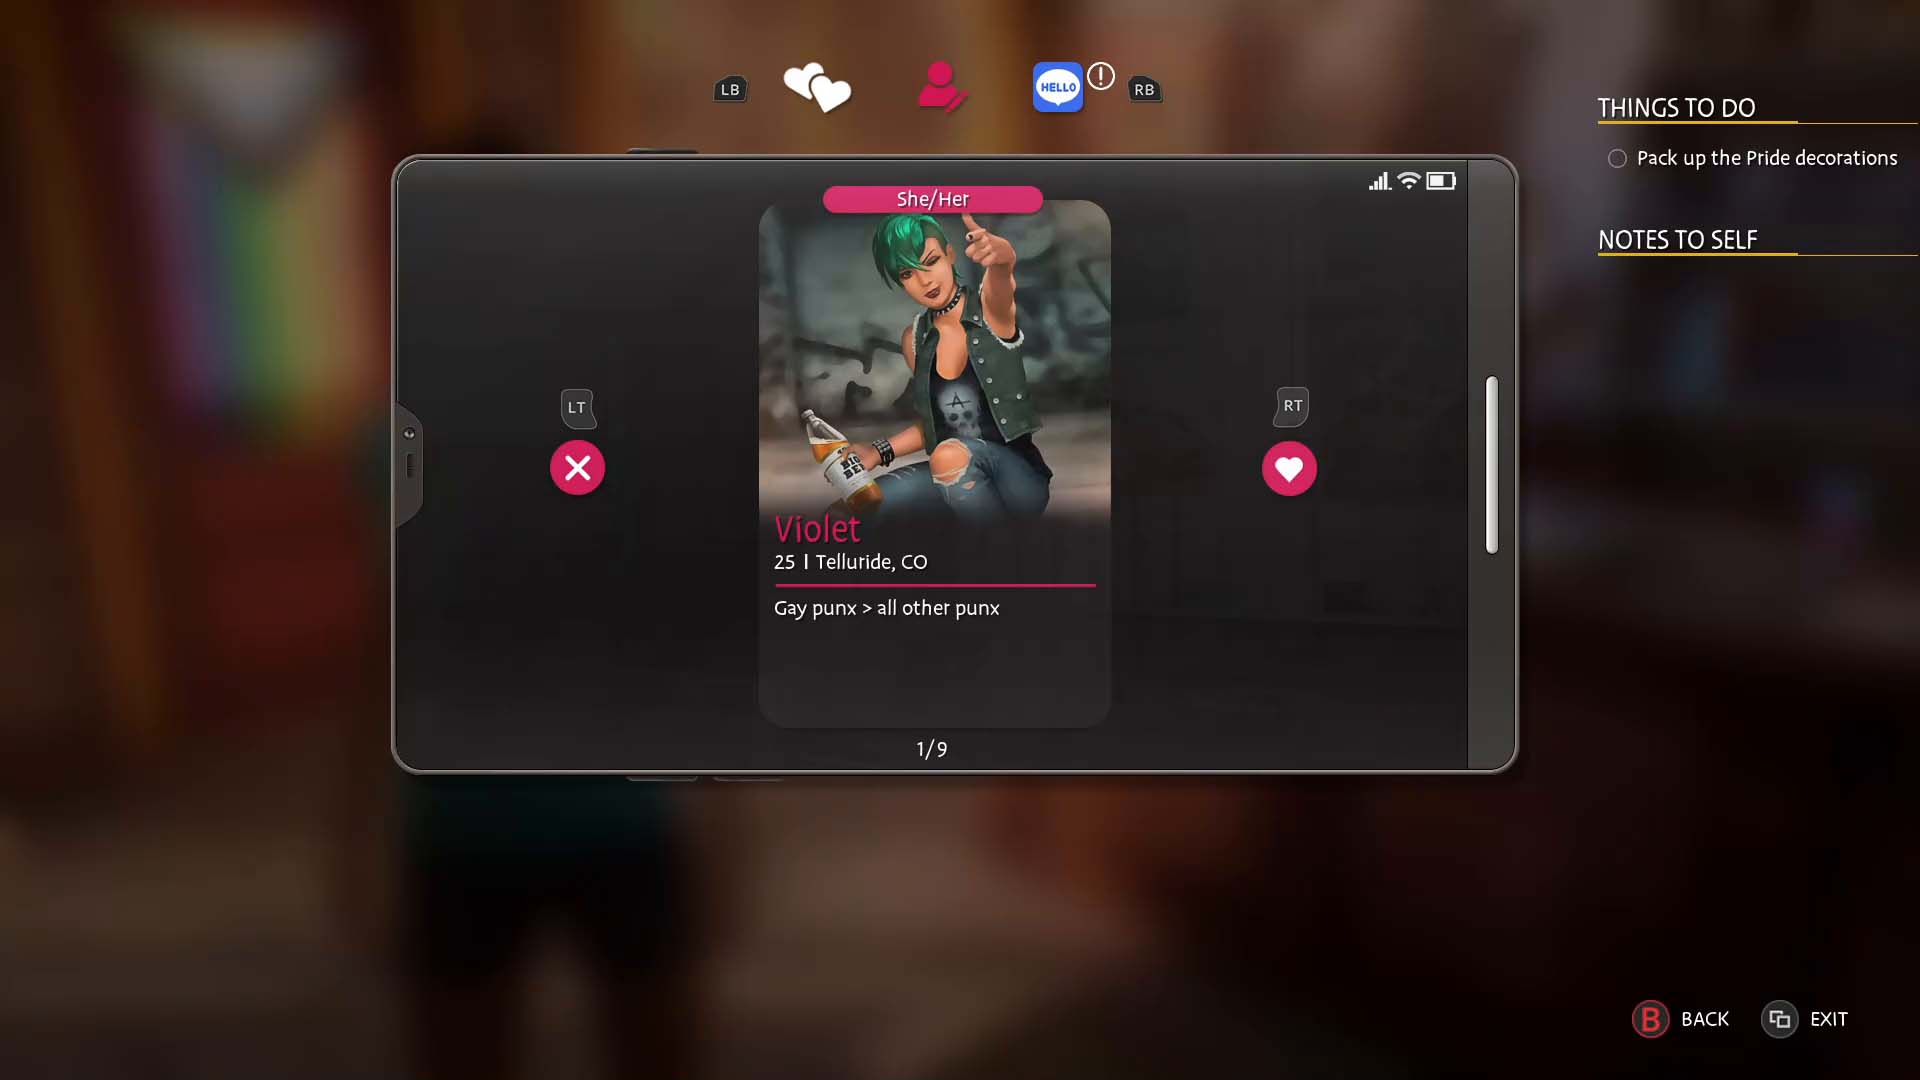 LB
HELLO
RB
THINGS TO DO
Pack up the Pride decorations
NOTES TO SELF
She/Her
LT
RT
A
Violet
25 | Telluride, CO
Gay punx > all other punx
1/9
B BACK
EXIT